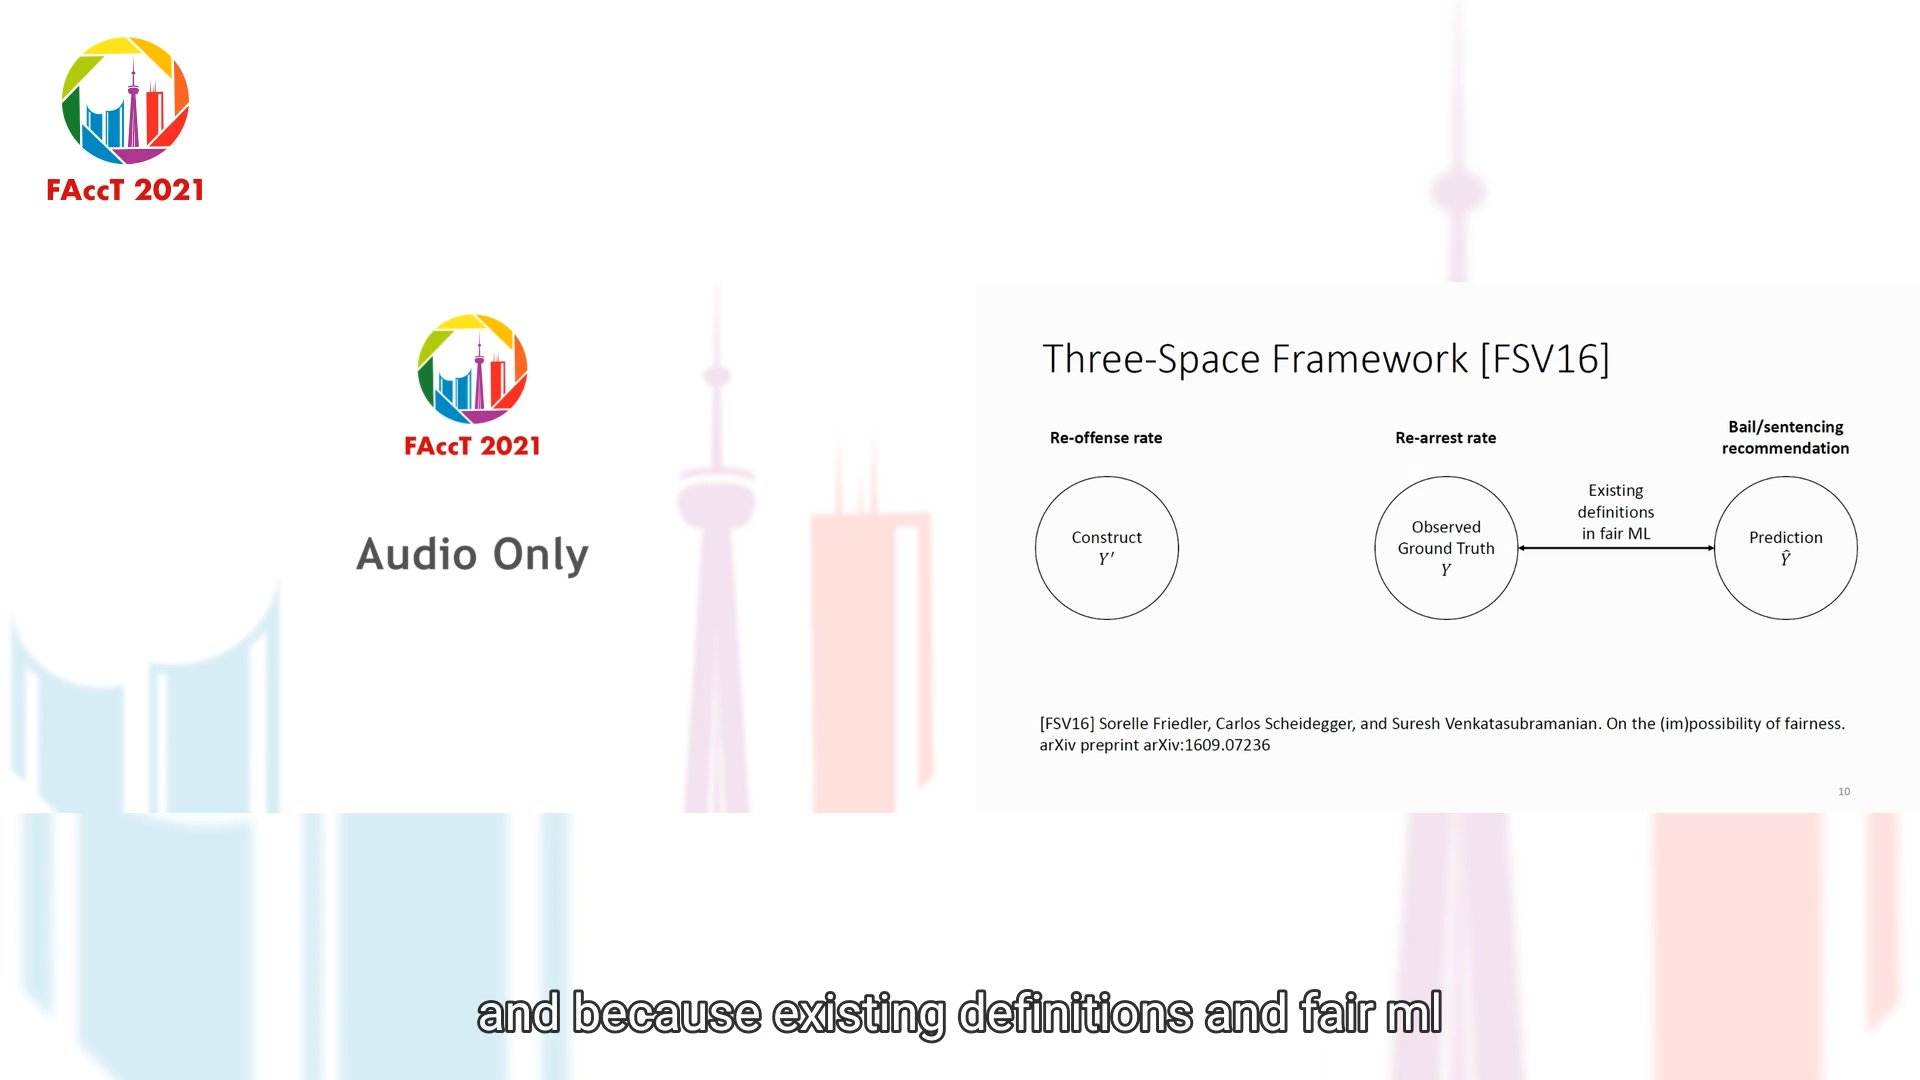 FAccT 2021
FAccT 2021
Audio Only
Three-Space Framework [FSV16]
Re-offense rate
Re-arrest rate
Bail/sentencing
recommendation
Construct
Y′
Observed
Ground Truth
Y
Existing
definitions
in fair ML
Prediction
Ŷ
[FSV16] Sorelle Friedler, Carlos Scheidegger, and Suresh Venkatasubramanian. On the (im)possibility of fairness.
arXiv preprint arXiv:1609.07236
10
and because existing definitions and fair ml